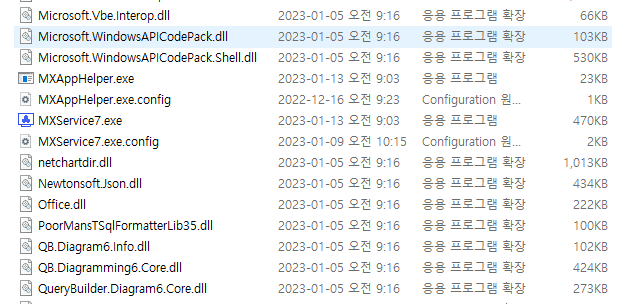 Microsoft.Vbe.Interop.dll 2023-01-05 오전 9:16 응용 프로그램 확장 66KB
Microsoft.WindowsAPICodePack.dll 2023-01-05 오전 9:16 응용 프로그램 확장 103KB
Microsoft.WindowsAPICodePack.Shell.dll 2023-01-05 오전 9:16 응용 프로그램 확장 530KB
MXAppHelper.exe 2023-01-13 오전 9:03 응용 프로그램 23KB
MXAppHelper.exe.config 2022-12-16 오전 9:23 Configuration 원... 1KB
MXService7.exe 2023-01-13 오전 9:03 응용 프로그램 470KB
MXService7.exe.config 2023-01-09 오전 10:15 Configuration 원... 2KB
netchartdir.dll 2023-01-05 오전 9:16 응용 프로그램 확장 1,013KB
Newtonsoft.Json.dll 2023-01-05 오전 9:16 응용 프로그램 확장 434KB
Office.dll 2023-01-05 오전 9:16 응용 프로그램 확장 222KB
PoorMansTSqlFormatterLib35.dll 2023-01-05 오전 9:16 응용 프로그램 확장 100KB
QB.Diagram6.Info.dll 2023-01-05 오전 9:16 응용 프로그램 확장 102KB
QB.Diagramming6.Core.dll 2023-01-05 오전 9:16 응용 프로그램 확장 424KB
QueryBuilder.Diagram6.Core.dll 2023-01-05 오전 9:16 응용 프로그램 확장 273KB